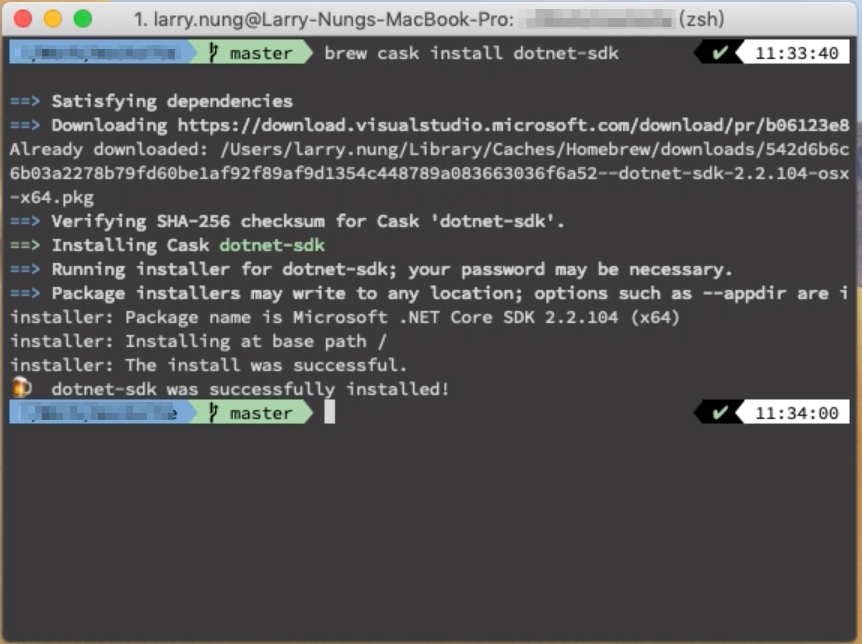 1. larry.nung@Larry-Nungs-MacBook-Pro: (zsh)
master brew cask install dotnet-sdk ✔ 11:33:40
==> Satisfying dependencies
==> Downloading https://download.visualstudio.microsoft.com/download/pr/b06123e8
Already downloaded: /Users/larry.nung/Library/Caches/Homebrew/downloads/542d6b6c
6b03a2278b79fd60be1af92f89af9d1354c448789a083663036f6a52--dotnet-sdk-2.2.104-osx
-x64.pkg
==> Verifying SHA-256 checksum for Cask 'dotnet-sdk'.
==> Installing Cask dotnet-sdk
==> Running installer for dotnet-sdk; your password may be necessary.
==> Package installers may write to any location; options such as --appdir are i
installer: Package name is Microsoft .NET Core SDK 2.2.104 (x64)
installer: Installing at base path /
installer: The install was successful.
🍺 dotnet-sdk was successfully installed!
master ✔ 11:34:00